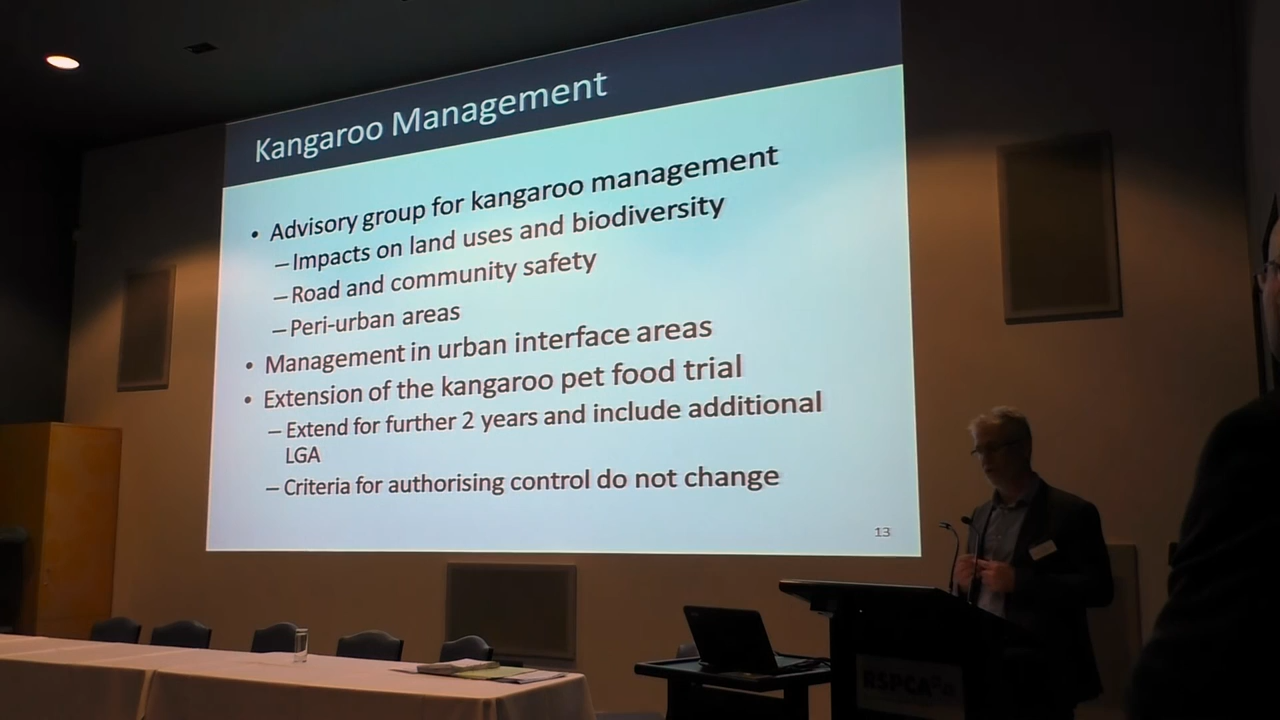 Kangaroo Management
• Advisory group for kangaroo management
– Impacts on land uses and biodiversity
– Road and community safety
– Peri-urban areas
• Management in urban interface areas
• Extension of the kangaroo pet food trial
– Extend for further 2 years and include additional
LGA
– Criteria for authorising control do not change
13
RSPCA